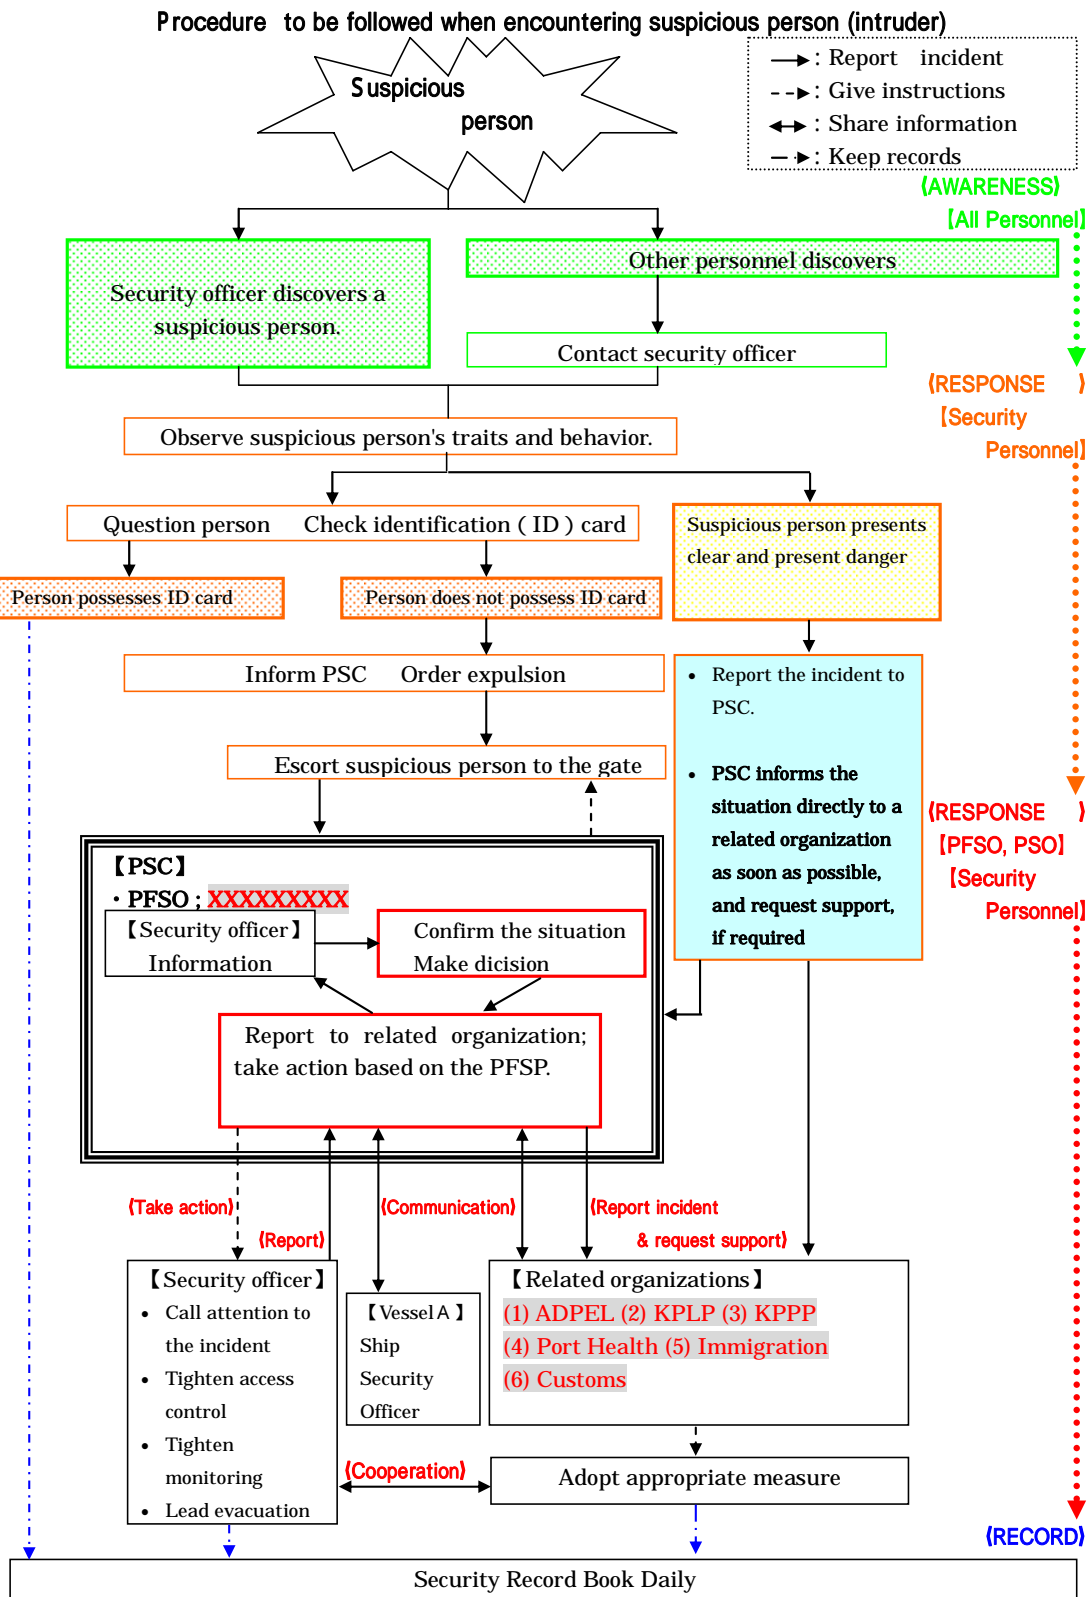 Procedure to be followed when encountering suspicious person (intruder)
Suspicious
person
: Report incident
: Give instructions
: Share information
: Keep records
(AWARENESS)
【All Personnel】
Security officer discovers a
suspicious person.
Other personnel discovers
Contact security officer
(RESPONSE )
【Security
Personnel】
Observe suspicious person's traits and behavior.
Question person Check identification ( ID ) card
Suspicious person presents
clear and present danger
Person possesses ID card
Person does not possess ID card
Inform PSC Order expulsion
• Report the incident to
PSC.
• PSC informs the
situation directly to a
related organization
as soon as possible,
and request support,
if required
Escort suspicious person to the gate
(RESPONSE )
【PFSO, PSO】
【Security
Personnel】
【PSC】
・PFSO ; XXXXXXXXX
【Security officer】
Information
Confirm the situation
Make dicision
Report to related organization;
take action based on the PFSP.
(Take action)
(Report)
(Communication)
(Report incident
& request support)
【Security officer】
• Call attention to
the incident
• Tighten access
control
• Tighten
monitoring
• Lead evacuation
【Vessel A】
Ship
Security
Officer
【Related organizations】
(1) ADPEL (2) KPLP (3) KPPP
(4) Port Health (5) Immigration
(6) Customs
(Cooperation)
Adopt appropriate measure
(RECORD)
Security Record Book Daily